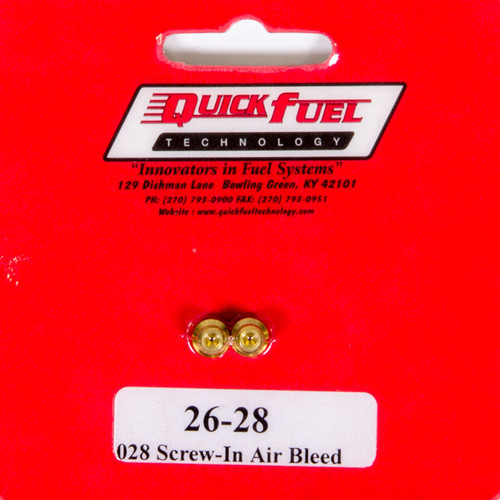 QUICK FUEL
TECHNOLOGY
"Innovators in Fuel Systems"
129 Dishman Lane Bowling Green, KY 42101
PH: (270) 793-0900 FAX: (270) 793-0951
Website : www.quickfueltechnology.com
26-28
028 Screw-In Air Bleed